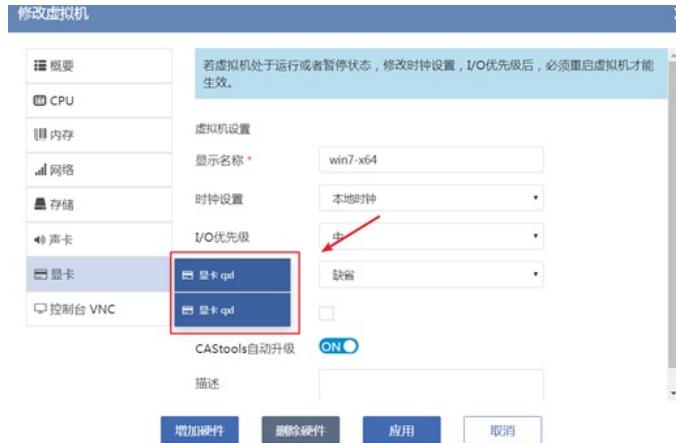 修改虚拟机
概要
CPU
内存
网络
存储
声卡
显卡
控制台 VNC
若虚拟机处于运行或者暂停状态，修改时钟设置，I/O优先级后，必须重启虚拟机才能
生效。
虚拟机设置
显示名称 * win7-x64
时钟设置 本地时钟
I/O优先级 中
显卡 qxl 缺省
显卡 qxl
CAStools自动升级 ON
描述
增加硬件 删除硬件 应用 取消